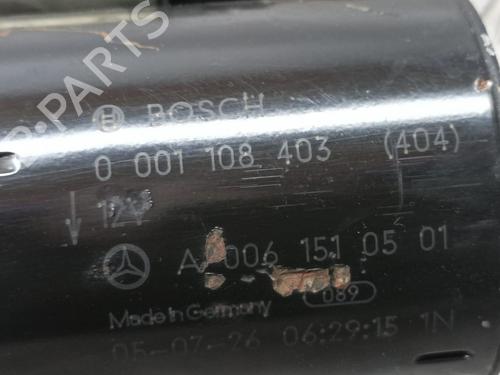 BOSCH
0 001 108 403 (404)
12V
A 006 151 05 01
089
Made in Germany
05-07-26 06:29:15 1N